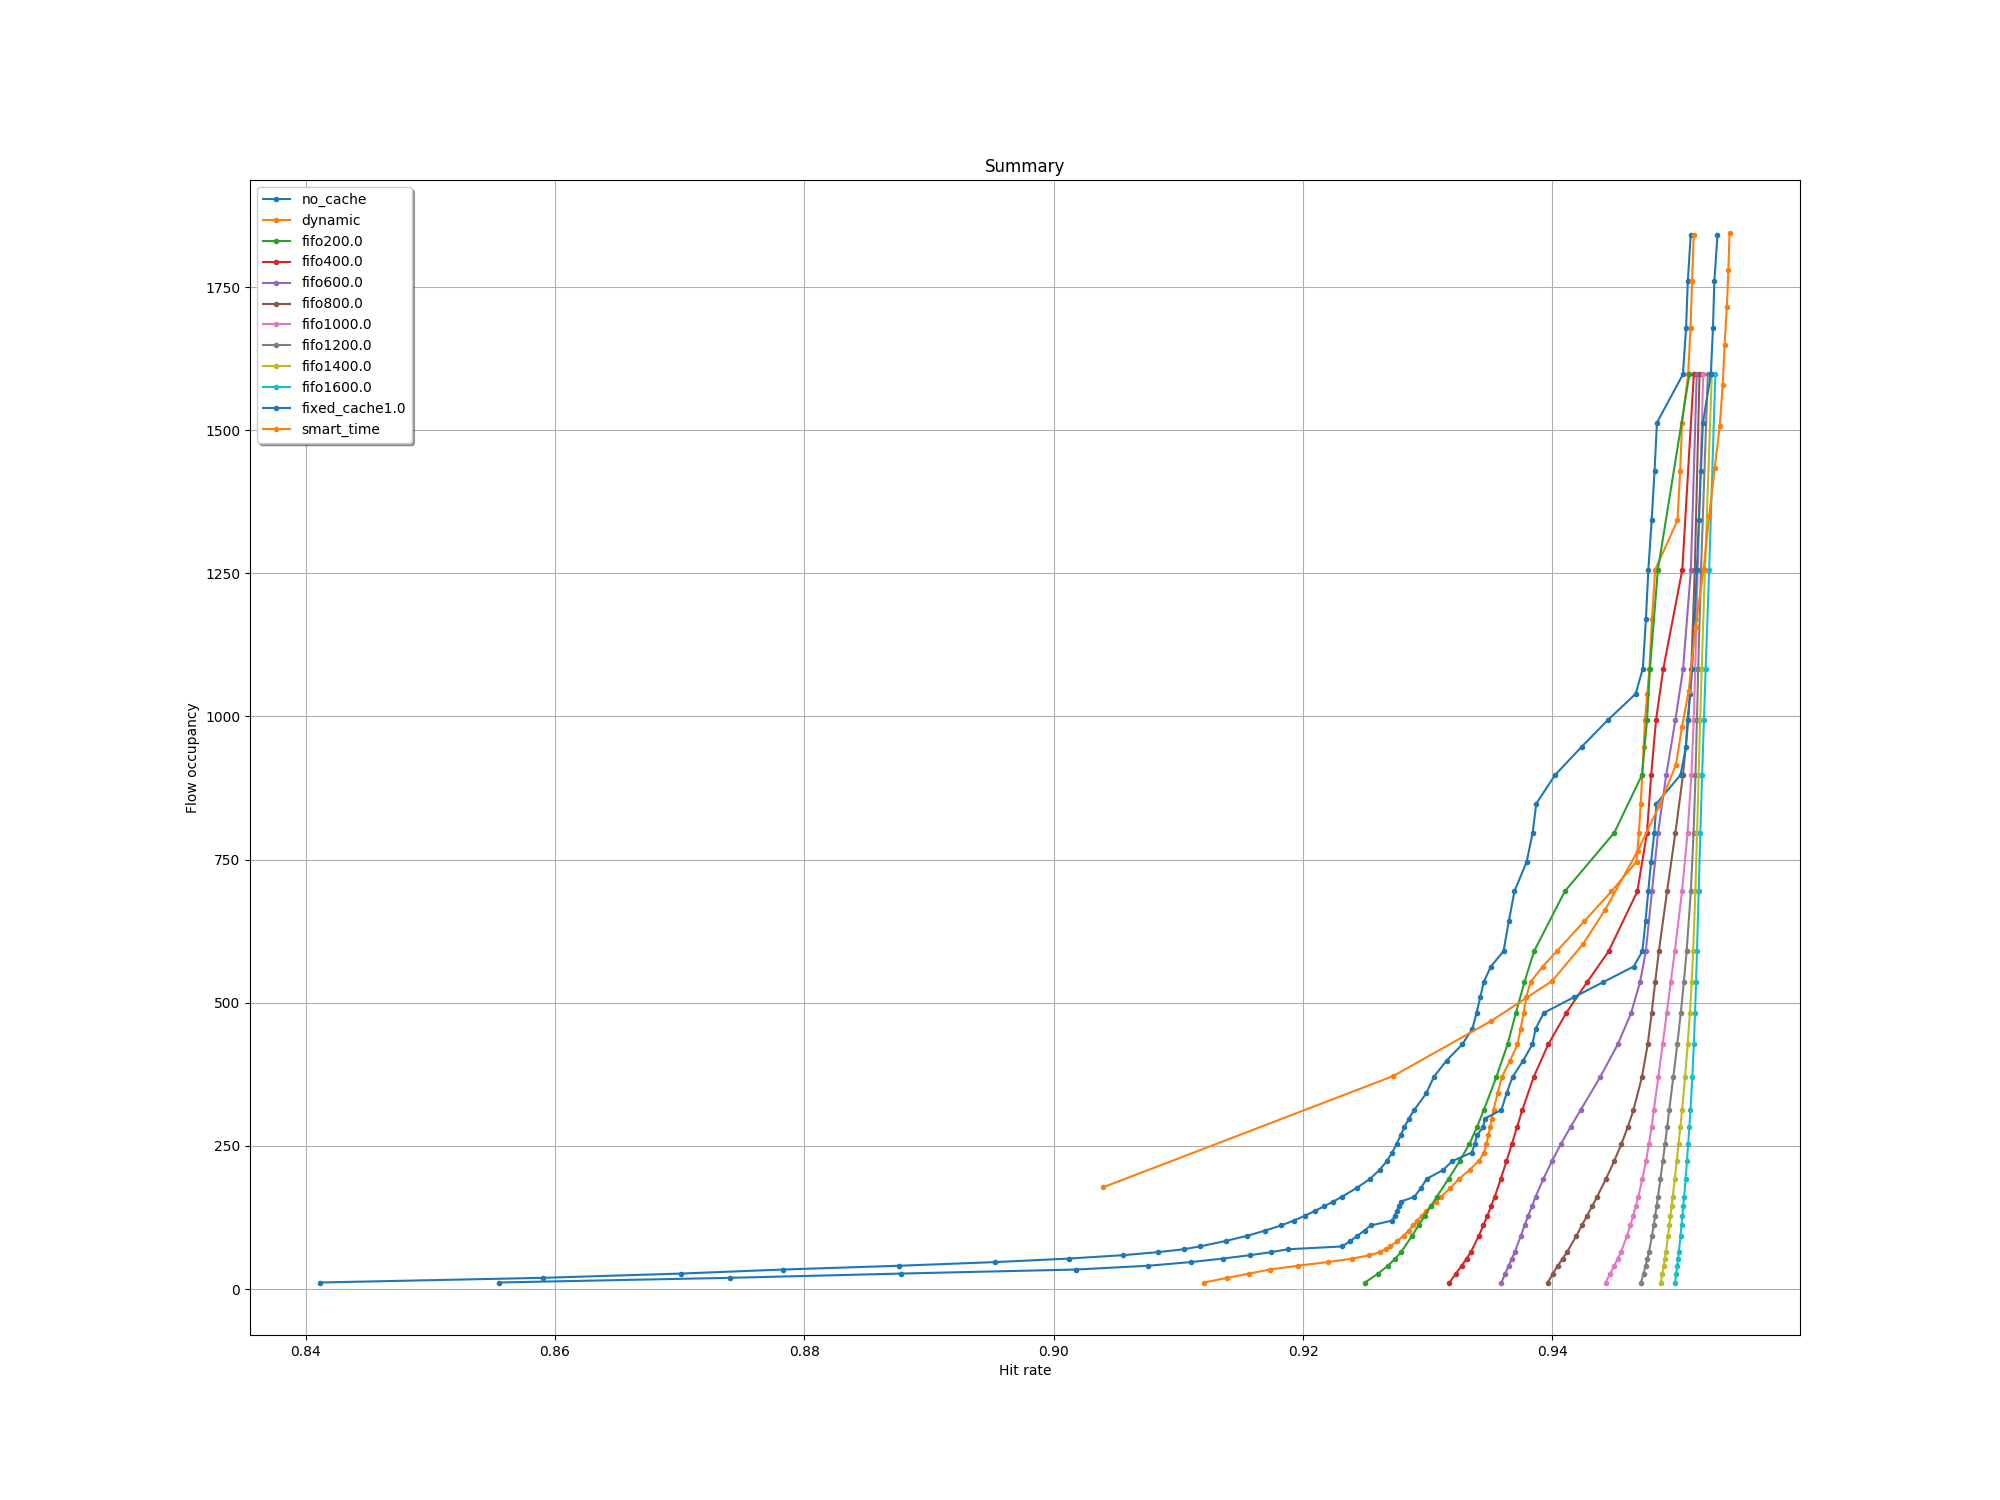 Summary
no_cache
dynamic
fifo200.0
fifo400.0
fifo600.0
fifo800.0
fifo1000.0
fifo1200.0
fifo1400.0
fifo1600.0
fixed_cache1.0
smart_time
1750
1500
1250
1000
750
500
250
0
Flow occupancy
0.84 0.86 0.88 0.90 0.92 0.94
Hit rate